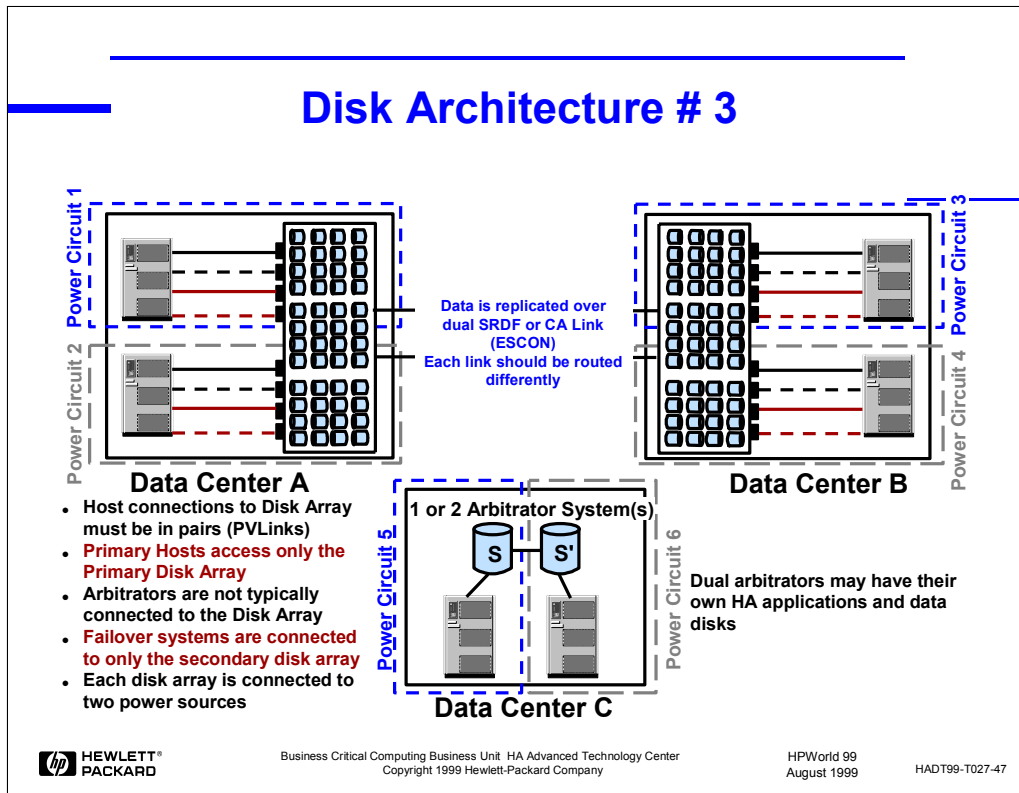 Disk Architecture # 3
Power Circuit 1
Power Circuit 2
Data is replicated over
dual SRDF or CA Link
(ESCON)
Each link should be routed
differently
Power Circuit 3
Power Circuit 4
Data Center A
Data Center B
• Host connections to Disk Array
must be in pairs (PVLinks)
• Primary Hosts access only the
Primary Disk Array
• Arbitrators are not typically
connected to the Disk Array
• Failover systems are connected
to only the secondary disk array
• Each disk array is connected to
two power sources
1 or 2 Arbitrator System(s)
Power Circuit 5
S
S'
Power Circuit 6
Data Center C
Dual arbitrators may have their
own HA applications and data
disks
hp HEWLETT®
PACKARD
Business Critical Computing Business Unit HA Advanced Technology Center
Copyright 1999 Hewlett-Packard Company
HPWorld 99
August 1999
HADT99-T027-47